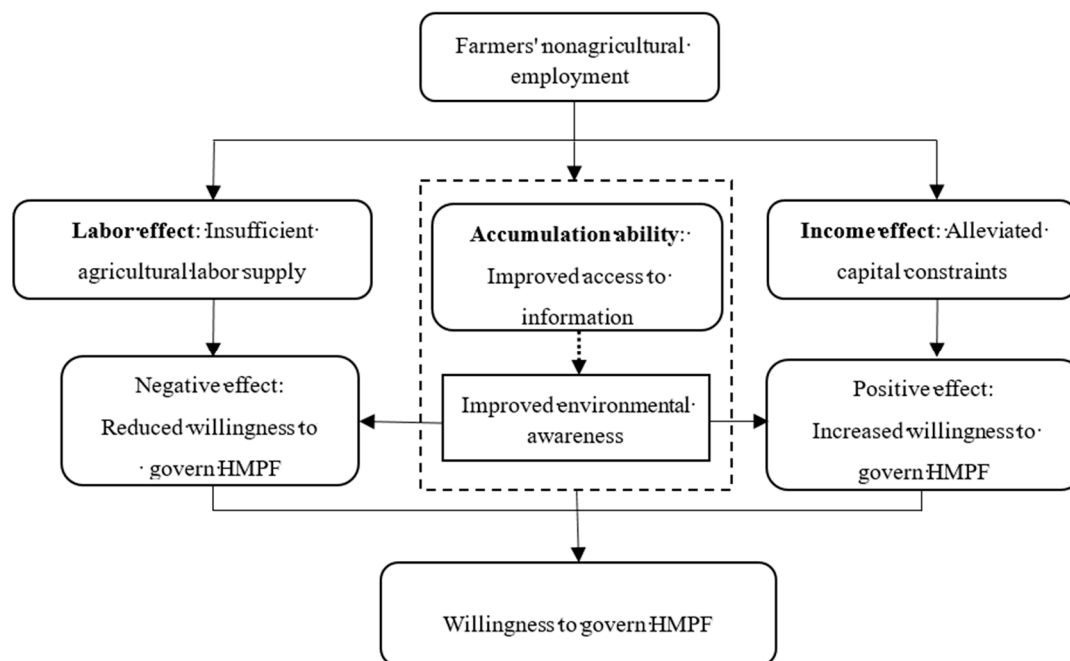 Farmers' nonagricultural
employment
Labor effect: Insufficient
agricultural labor supply
Accumulation ability:
Improved access to
information
Income effect: Alleviated
capital constraints
Negative effect:
Reduced willingness to
govern HMPF
Improved environmental
awareness
Positive effect:
Increased willingness to
govern HMPF
Willingness to govern HMPF